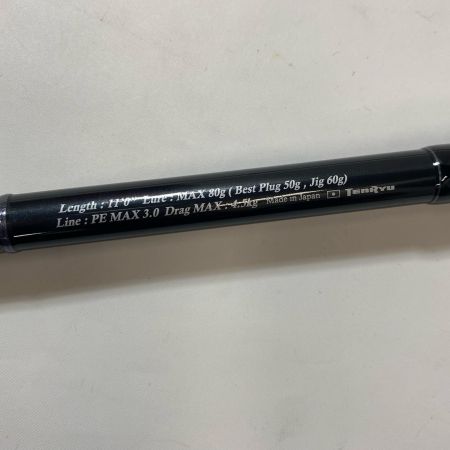 Length : 11'0" Lure : MAX 80g ( Best Plug 50g , Jig 60g)
Line : PE MAX 3.0 Drag MAX : 4.5kg Made in Japan TenRyu